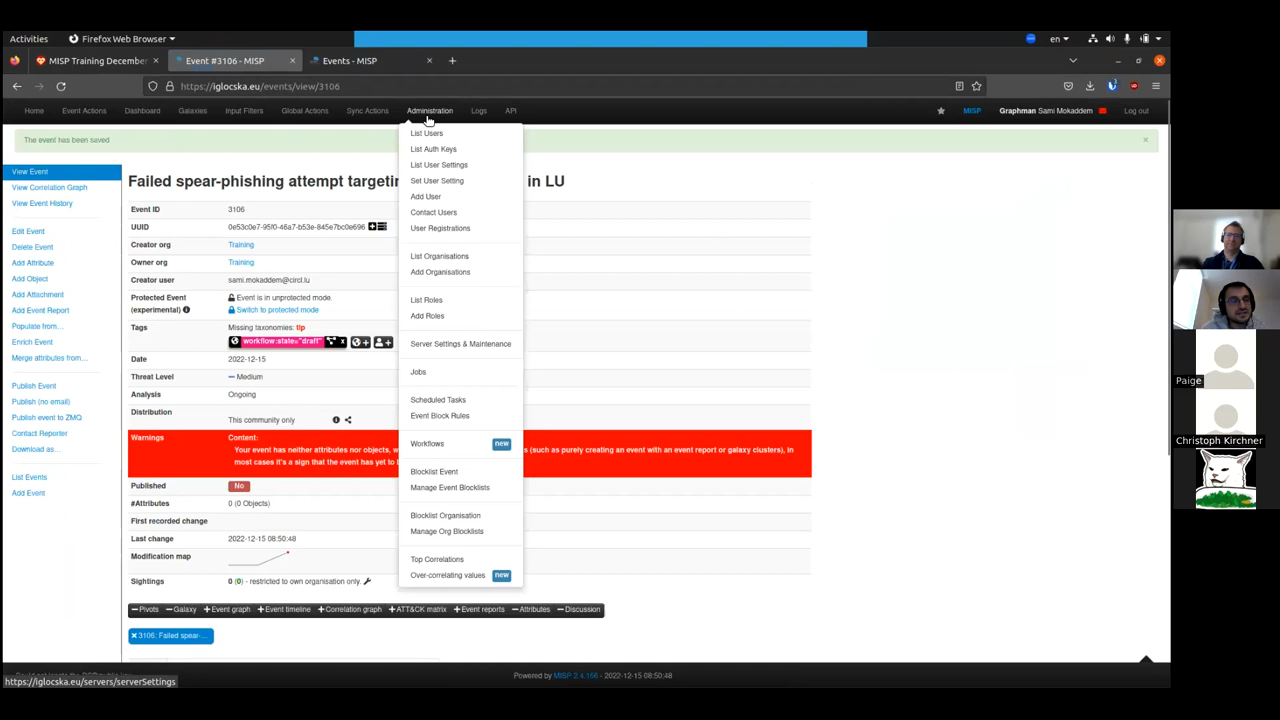 Activities
Firefox Web Browser
en
MISP Training December
Event #3106 - MISP
Events - MISP
https://iglocska.eu/events/view/3106
Home
Event Actions
Dashboard
Galaxies
Input Filters
Global Actions
Sync Actions
Administration
Logs
API
MISP
Graphman Sami Mokaddem
Log out
The event has been saved
View Event
View Correlation Graph
View Event History
Edit Event
Delete Event
Add Attribute
Add Object
Add Attachment
Add Event Report
Populate from...
Enrich Event
Merge attributes from...
Publish Event
Publish (no email)
Publish event to ZMQ
Contact Reporter
Download as...
List Events
Add Event
List Users
List Auth Keys
List User Settings
Set User Setting
Add User
Contact Users
User Registrations
List Organisations
Add Organisations
List Roles
Add Roles
Server Settings & Maintenance
Jobs
Scheduled Tasks
Event Block Rules
Workflows new
Blocklist Event
Manage Event Blocklists
Blocklist Organisation
Manage Org Blocklists
Top Correlations
Over-correlating values new
Failed spear-phishing attempt targeti in LU
Event ID 3106
UUID 0e53c0e7-95f0-46a7-b53e-845e7bc0e696
Creator org Training
Owner org Training
Creator user sami.mokaddem@circl.lu
Protected Event Event is in unprotected mode.
(experimental) Switch to protected mode
Tags Missing taxonomies: tlp
workflow:state="draft" x
Date 2022-12-15
Threat Level Medium
Analysis Ongoing
Distribution This community only
Warnings Content:
Your event has neither attributes nor objects, w s (such as purely creating an event with an event report or galaxy clusters), in
most cases it's a sign that the event has yet to
Published No
#Attributes 0 (0 Objects)
First recorded change
Last change 2022-12-15 08:50:48
Modification map
Sightings 0 (0) - restricted to own organisation only.
Pivots
Galaxy
Event graph
Event timeline
Correlation graph
ATT&CK matrix
Event reports
Attributes
Discussion
3106: Failed spear-...
Powered by MISP 2.4.166 - 2022-12-15 08:50:48
https://iglocska.eu/servers/serverSettings
Paige
Christoph Kirchner